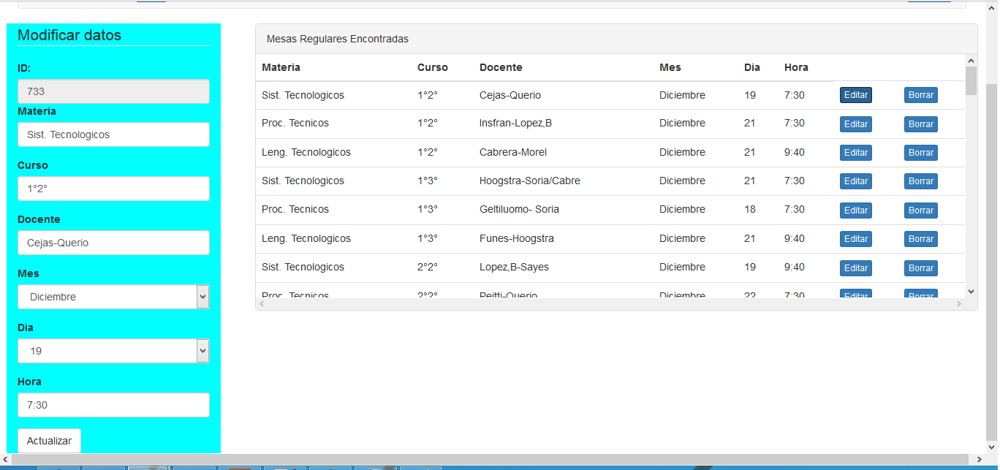 Modificar datos
ID:
733
Materia
Sist. Tecnologicos
Curso
1°2°
Docente
Cejas-Querio
Mes
Diciembre
Dia
19
Hora
7:30
Actualizar
Mesas Regulares Encontradas
Materia Curso Docente Mes Dia Hora
Sist. Tecnologicos 1°2° Cejas-Querio Diciembre 19 7:30 Editar Borrar
Proc. Tecnicos 1°2° Insfran-Lopez,B Diciembre 21 7:30 Editar Borrar
Leng. Tecnologicos 1°2° Cabrera-Morel Diciembre 21 9:40 Editar Borrar
Sist. Tecnologicos 1°3° Hoogstra-Soria/Cabre Diciembre 21 7:30 Editar Borrar
Proc. Tecnicos 1°3° Geltiluomo- Soria Diciembre 18 7:30 Editar Borrar
Leng. Tecnologicos 1°3° Funes-Hoogstra Diciembre 21 9:40 Editar Borrar
Sist. Tecnologicos 2°2° Lopez,B-Sayes Diciembre 19 9:40 Editar Borrar
Proc. Tecnicos 2°2° Peitti-Querio Diciembre 22 7:30 Editar Borrar